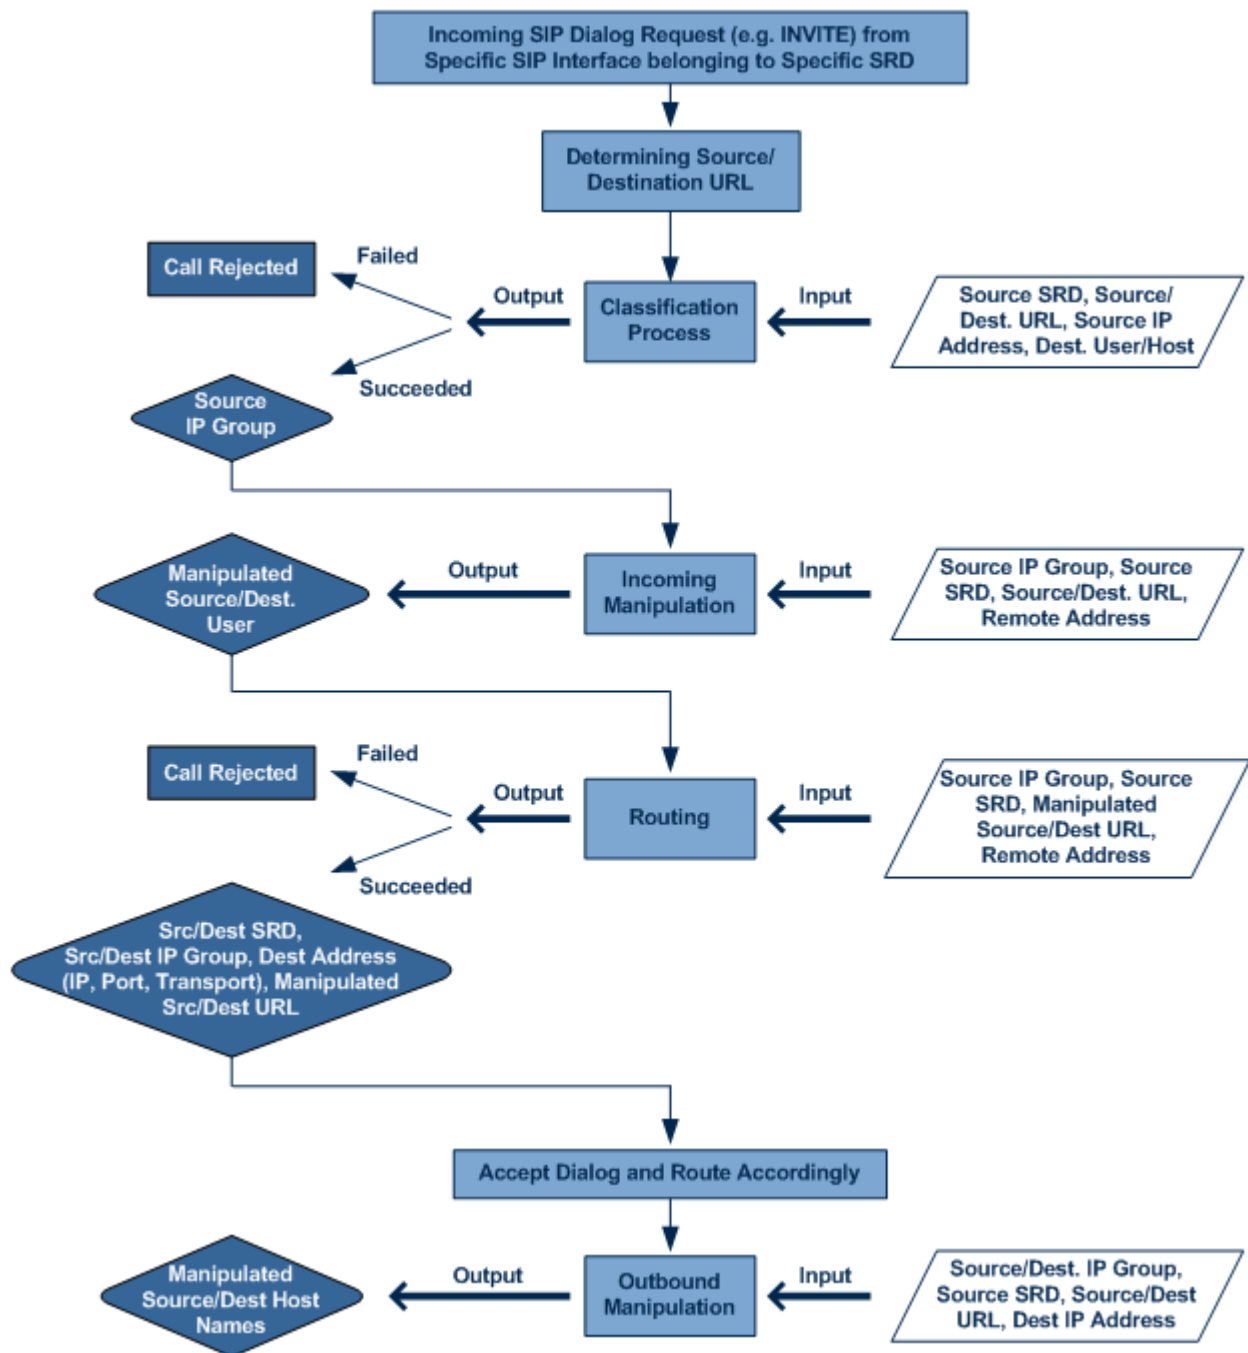 Incoming SIP Dialog Request (e.g. INVITE) from
Specific SIP Interface belonging to Specific SRD
Determining Source/
Destination URL
Call Rejected
Failed
Output
Classification
Process
Input
Source SRD, Source/
Dest. URL, Source IP
Address, Dest. User/Host
Succeeded
Source
IP Group
Manipulated
Source/Dest.
User
Output
Incoming
Manipulation
Input
Source IP Group, Source
SRD, Source/Dest. URL,
Remote Address
Call Rejected
Failed
Output
Routing
Input
Source IP Group, Source
SRD, Manipulated
Source/Dest URL,
Remote Address
Succeeded
Src/Dest SRD,
Src/Dest IP Group, Dest Address
(IP, Port, Transport), Manipulated
Src/Dest URL
Accept Dialog and Route Accordingly
Manipulated
Source/Dest Host
Names
Output
Outbound
Manipulation
Input
Source/Dest. IP Group,
Source SRD, Source/Dest
URL, Dest IP Address